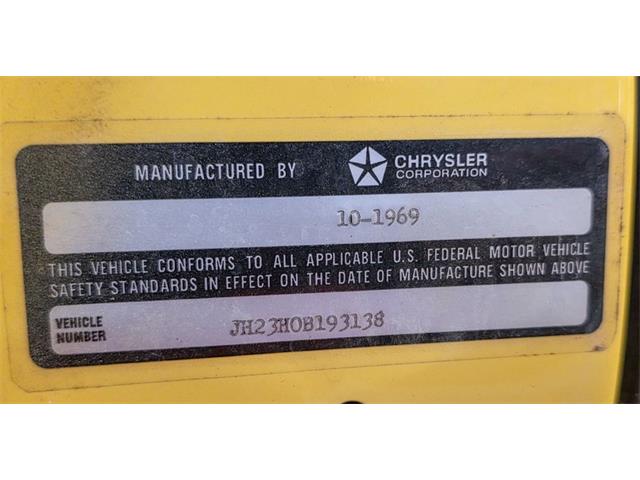 MANUFACTURED BY CHRYSLER CORPORATION
10-1969
THIS VEHICLE CONFORMS TO ALL APPLICABLE U.S. FEDERAL MOTOR VEHICLE
SAFETY STANDARDS IN EFFECT ON THE DATE OF MANUFACTURE SHOWN ABOVE
VEHICLE NUMBER JH23H0B193138